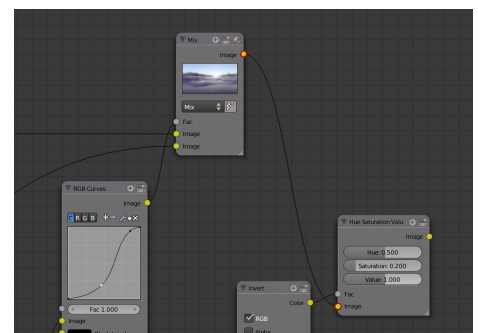 Mix
Image
Mix
Fac
Image
Image
RGB Curves
Image
C R G B
Fac 1.000
Image
Hue Saturation Valu
Image
Hue: 0.500
Saturation: 0.200
Value: 1.000
Fac
Image
Invert
Color
RGB